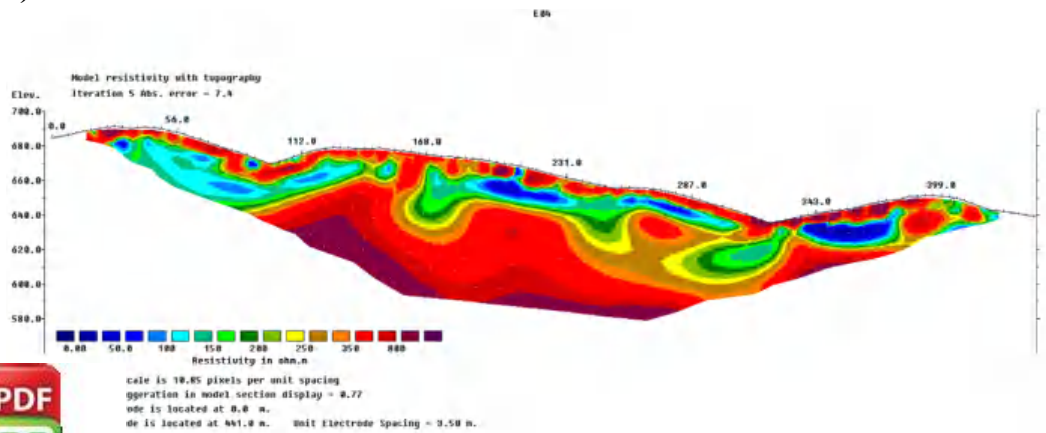 E04
Model resistivity with topography
Elev. Iteration 5 Abs. error = 7.4
700.0
680.0
660.0
640.0
620.0
600.0
580.0
0.0 56.0 112.0 168.0 231.0 287.0 343.0 399.0
0.00 50.0 100 150 200 250 350 800
Resistivity in ohm.m
cale is 10.85 pixels per unit spacing
ggeration in model section display = 0.77
ode is located at 0.0 m.
de is located at 441.0 m. Unit Electrode Spacing = 3.50 m.
PDF